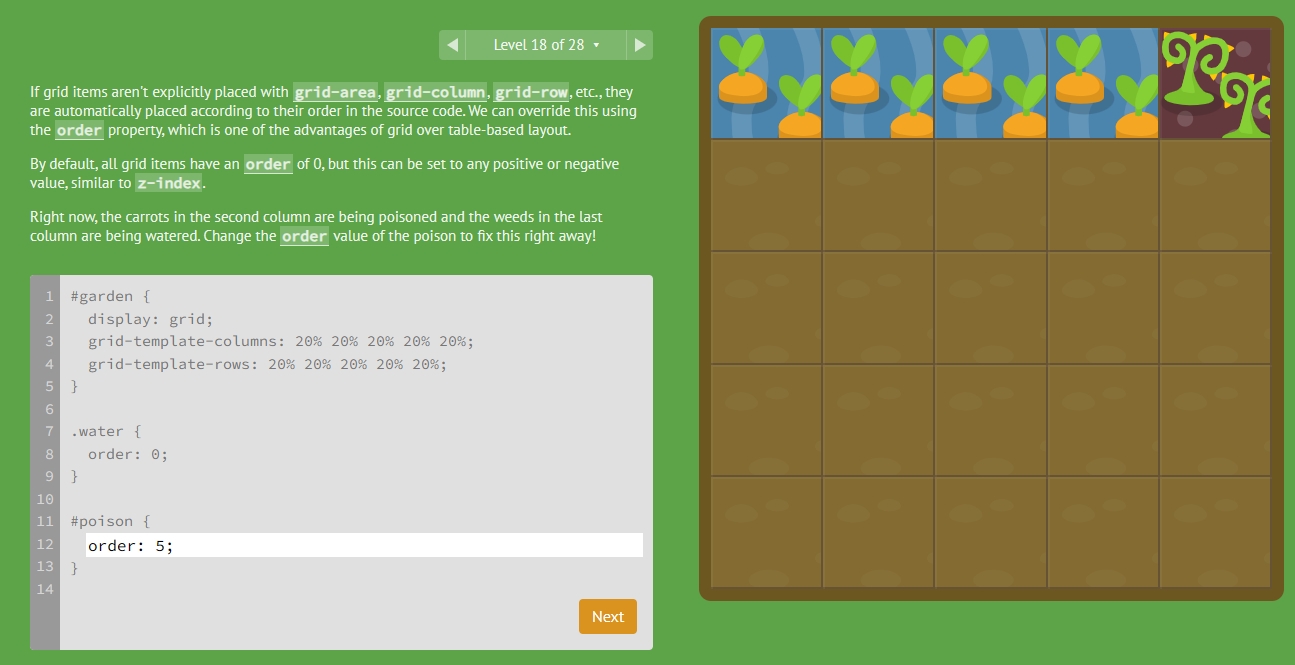 Level 18 of 28
If grid items aren't explicitly placed with grid-area, grid-column, grid-row, etc., they
are automatically placed according to their order in the source code. We can override this using
the order property, which is one of the advantages of grid over table-based layout.
By default, all grid items have an order of 0, but this can be set to any positive or negative
value, similar to z-index.
Right now, the carrots in the second column are being poisoned and the weeds in the last
column are being watered. Change the order value of the poison to fix this right away!
1 #garden {
2   display: grid;
3   grid-template-columns: 20% 20% 20% 20% 20%;
4   grid-template-rows: 20% 20% 20% 20% 20%;
5 }
6
7 .water {
8   order: 0;
9 }
10
11 #poison {
12   order: 5;
13 }
14
Next